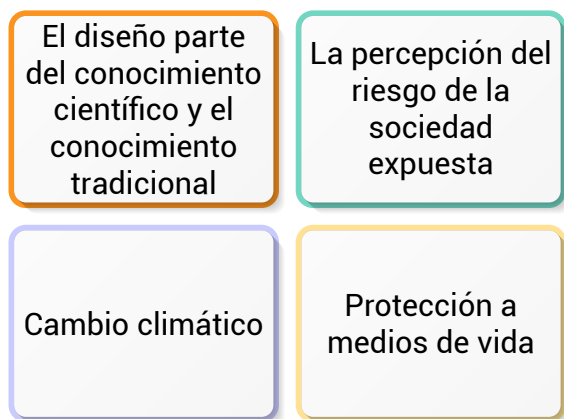 El diseño parte
del conocimiento
científico y el
conocimiento
tradicional
La percepción del
riesgo de la
sociedad
expuesta
Cambio climático
Protección a
medios de vida